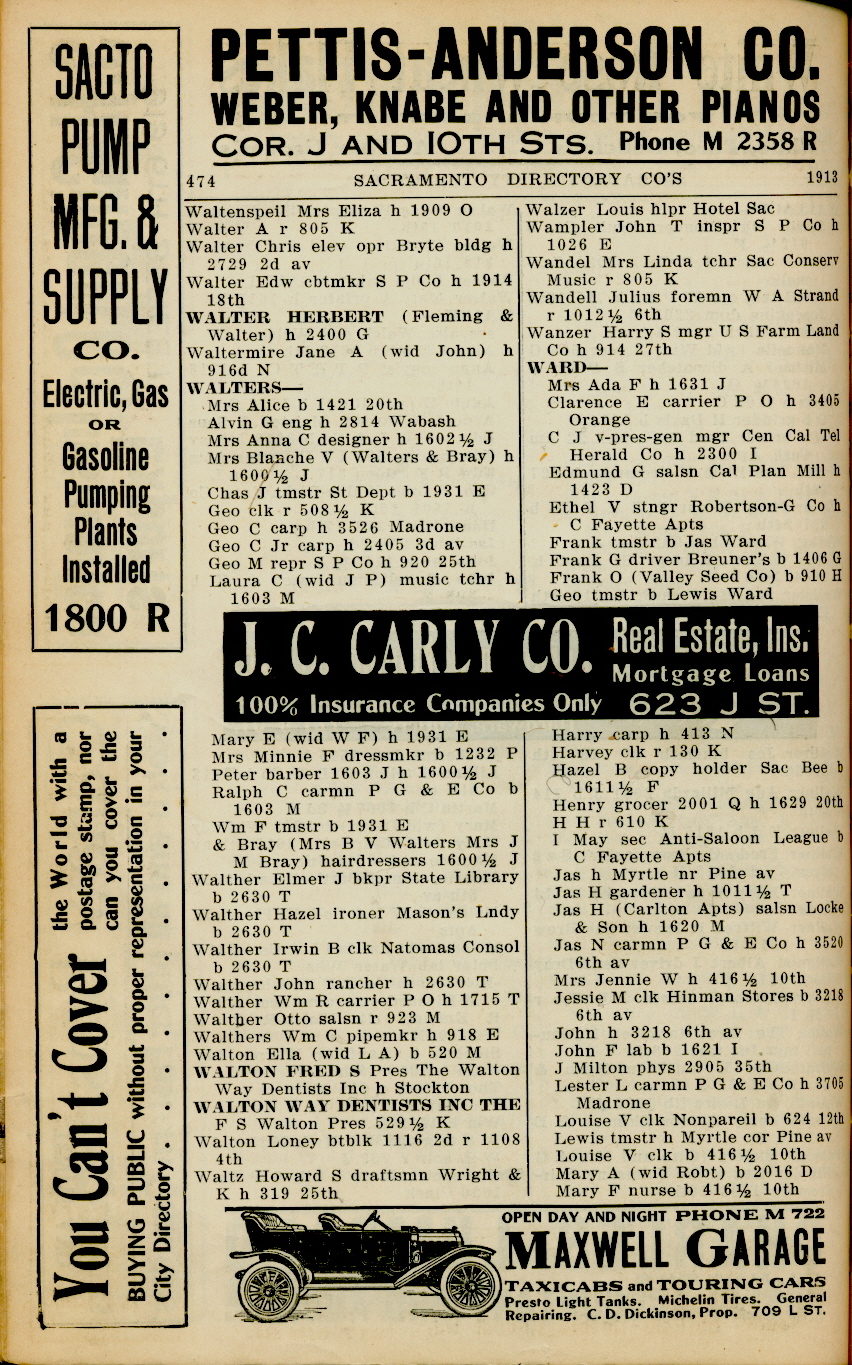 SACTO
PUMP
MFG. &
SUPPLY
CO.
Electric, Gas
OR
Gasoline
Pumping
Plants
Installed
1800 R
PETTIS-ANDERSON CO.
WEBER, KNABE AND OTHER PIANOS
COR. J AND 10TH STS. Phone M 2358 R
474 SACRAMENTO DIRECTORY CO'S 1913
Waltenspeil Mrs Eliza h 1909 O
Walter A r 805 K
Walter Chris elev opr Bryte bldg h
2729 2d av
Walter Edw cbtmkr S P Co h 1914
18th
WALTER HERBERT (Fleming &
Walter) h 2400 G
Waltermire Jane A (wid John) h
916d N
WALTERS—
Mrs Alice b 1421 20th
Alvin G eng h 2814 Wabash
Mrs Anna C designer h 1602½ J
Mrs Blanche V (Walters & Bray) h
1600½ J
Chas J tmstr St Dept b 1931 E
Geo clk r 508½ K
Geo C carp h 3526 Madrone
Geo C Jr carp h 2405 3d av
Geo M repr S P Co h 920 25th
Laura C (wid J P) music tchr h
1603 M
Walzer Louis hlpr Hotel Sac
Wampler John T inspr S P Co h
1026 E
Wandel Mrs Linda tchr Sac Conserv
Music r 805 K
Wandell Julius foremn W A Strand
r 1012½ 6th
Wanzer Harry S mgr U S Farm Land
Co h 914 27th
WARD—
Mrs Ada F h 1631 J
Clarence E carrier P O h 3405
Orange
C J v-pres-gen mgr Cen Cal Tel
Herald Co h 2300 I
Edmund G salsn Cal Plan Mill h
1423 D
Ethel V stngr Robertson-G Co h
C Fayette Apts
Frank tmstr b Jas Ward
Frank G driver Breuner's b 1406 G
Frank O (Valley Seed Co) b 910 H
Geo tmstr b Lewis Ward
J. C. CARLY CO. Real Estate, Ins.
Mortgage Loans
100% Insurance Companies Only 623 J ST.
Mary E (wid W F) h 1931 E
Mrs Minnie F dressmkr b 1232 P
Peter barber 1603 J h 1600½ J
Ralph C carmn P G & E Co b
1603 M
Wm F tmstr b 1931 E
& Bray (Mrs B V Walters Mrs J
M Bray) hairdressers 1600½ J
Walther Elmer J bkpr State Library
b 2630 T
Walther Hazel ironer Mason's Lndy
b 2630 T
Walther Irwin B clk Natomas Consol
b 2630 T
Walther John rancher h 2630 T
Walther Wm R carrier P O h 1715 T
Walther Otto salsn r 923 M
Walthers Wm C pipemkr h 918 E
Walton Ella (wid L A) b 520 M
WALTON FRED S Pres The Walton
Way Dentists Inc h Stockton
WALTON WAY DENTISTS INC THE
F S Walton Pres 529½ K
Walton Loney btblk 1116 2d r 1108
4th
Waltz Howard S draftsmn Wright &
K h 319 25th
Harry carp h 413 N
Harvey clk r 130 K
Hazel B copy holder Sac Bee b
1611½ F
Henry grocer 2001 Q h 1629 20th
H H r 610 K
I May sec Anti-Saloon League b
C Fayette Apts
Jas h Myrtle nr Pine av
Jas H gardener h 1011½ T
Jas H (Carlton Apts) salsn Locke
& Son h 1620 M
Jas N carmn P G & E Co h 3520
6th av
Mrs Jennie W h 416½ 10th
Jessie M clk Hinman Stores b 3218
6th av
John h 3218 6th av
John F lab b 1621 I
J Milton phys 2905 35th
Lester L carmn P G & E Co h 3705
Madrone
Louise V clk Nonpareil b 624 12th
Lewis tmstr h Myrtle cor Pine av
Louise V clk b 416½ 10th
Mary A (wid Robt) b 2016 D
Mary F nurse b 416½ 10th
You Can't Cover the World with a
postage stamp, nor
can you cover the
BUYING PUBLIC without proper representation in your
City Directory . . . . . . . .
OPEN DAY AND NIGHT PHONE M 722
MAXWELL GARAGE
TAXICABS and TOURING CARS
Presto Light Tanks. Michelin Tires. General
Repairing. C. D. Dickinson, Prop. 709 L ST.